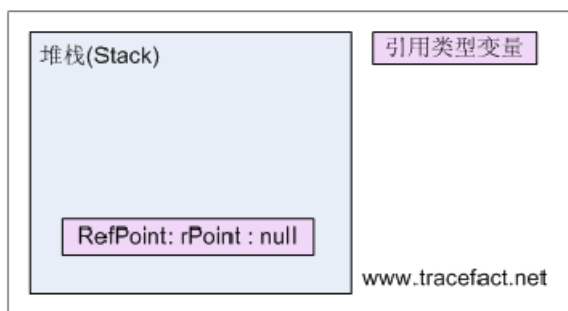 堆栈(Stack)
引用类型变量
RefPoint: rPoint : null
www.tracefact.net